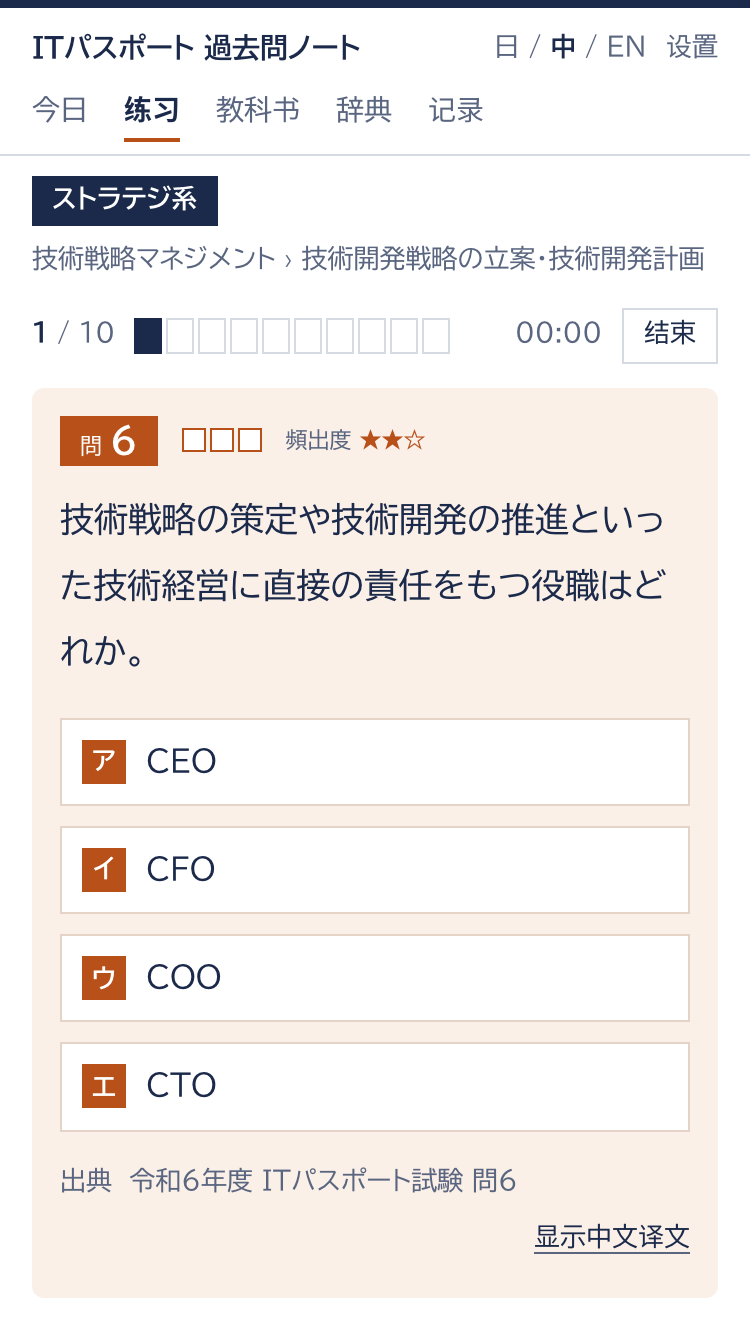 ITパスポート 過去問ノート 日 / 中 / EN 设置
今日 练习 教科书 辞典 记录
ストラテジ系
技術戦略マネジメント › 技術開発戦略の立案・技術開発計画
1 / 10 00:00 结束
問 6 頻出度 ★★☆
技術戦略の策定や技術開発の推進といっ
た技術経営に直接の責任をもつ役職はど
れか。
ア CEO
イ CFO
ウ COO
エ CTO
出典 令和6年度 ITパスポート試験 問6
显示中文译文